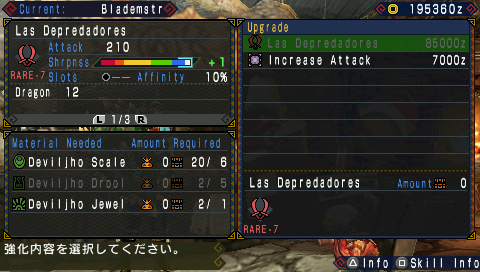 Current: Bladesmstr
195360z
Las Depredadores
Attack 210
Shrpnss +1
RARE-7 Slots Affinity 10%
Dragon 12
L 1/3 R
Material Needed Amount Required
Deviljho Scale 0 20/ 6
Deviljho Drool 0 2/ 5
Deviljho Jewel 0 2/ 1
強化内容を選択してください。
Upgrade
Las Depredadores 85000z
Increase Attack 7000z
Las Depredadores Amount 0
RARE-7
Info Skill Info